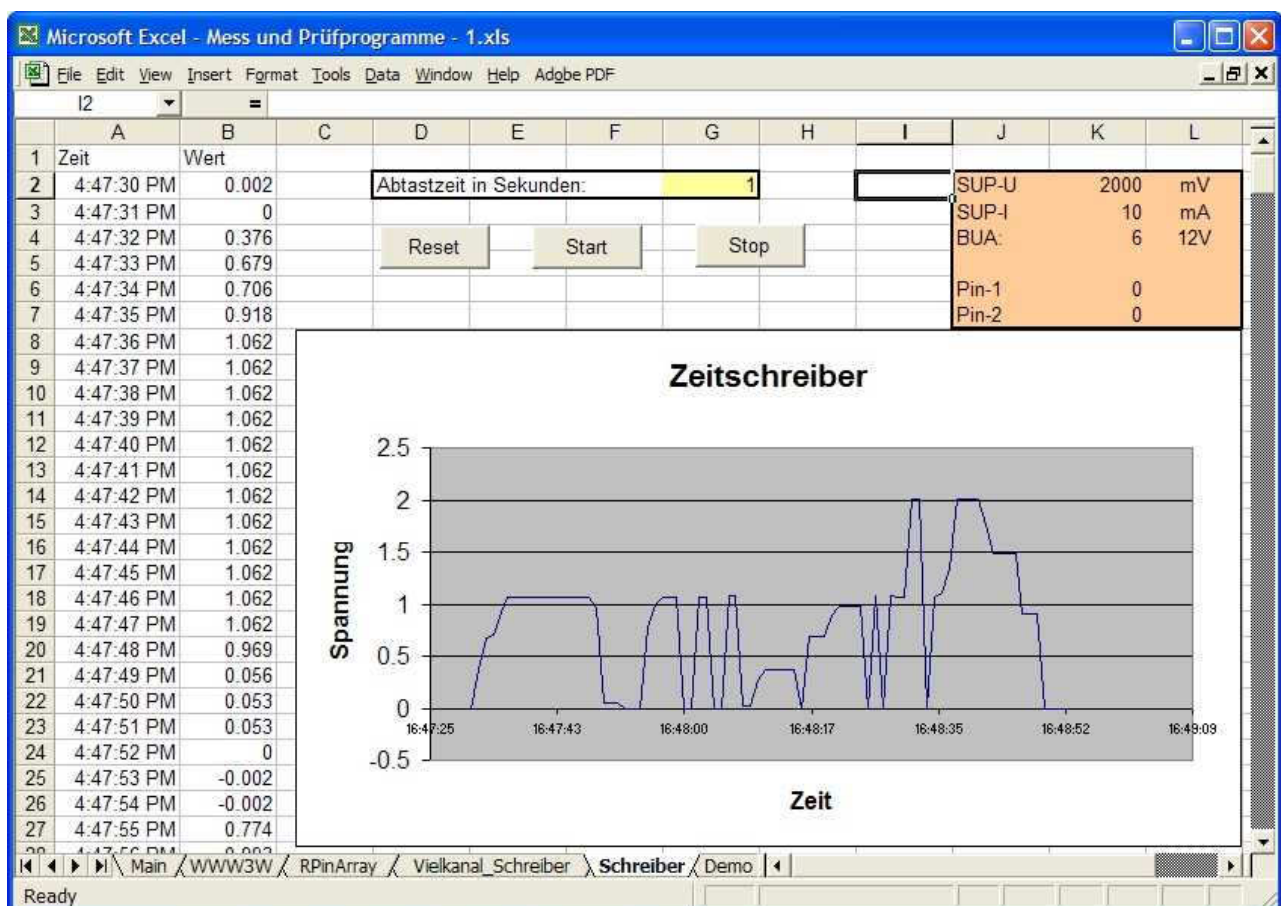 Microsoft Excel - Mess und Prüfprogramme - 1.xls
File Edit View Insert Format Tools Data Window Help Adobe PDF
I2 =
A B C D E F G H I J K L
1 Zeit Wert
2 4:47:30 PM 0.002 Abtastzeit in Sekunden: 1 SUP-U 2000 mV
3 4:47:31 PM 0 SUP-I 10 mA
4 4:47:32 PM 0.376 Reset Start Stop BUA: 6 12V
5 4:47:33 PM 0.679
6 4:47:34 PM 0.706 Pin-1 0
7 4:47:35 PM 0.918 Pin-2 0
8 4:47:36 PM 1.062
9 4:47:37 PM 1.062
10 4:47:38 PM 1.062
11 4:47:39 PM 1.062
12 4:47:40 PM 1.062
13 4:47:41 PM 1.062
14 4:47:42 PM 1.062
15 4:47:43 PM 1.062
16 4:47:44 PM 1.062
17 4:47:45 PM 1.062
18 4:47:46 PM 1.062
19 4:47:47 PM 1.062
20 4:47:48 PM 0.969
21 4:47:49 PM 0.056
22 4:47:50 PM 0.053
23 4:47:51 PM 0.053
24 4:47:52 PM 0
25 4:47:53 PM -0.002
26 4:47:54 PM -0.002
27 4:47:55 PM 0.774
Zeitschreiber
Spannung
2.5
2
1.5
1
0.5
0
-0.5
16:47:25 16:47:43 16:48:00 16:48:17 16:48:35 16:48:52 16:49:09
Zeit
Main WWW3W RPinArray Vielkanal_Schreiber Schreiber Demo
Ready